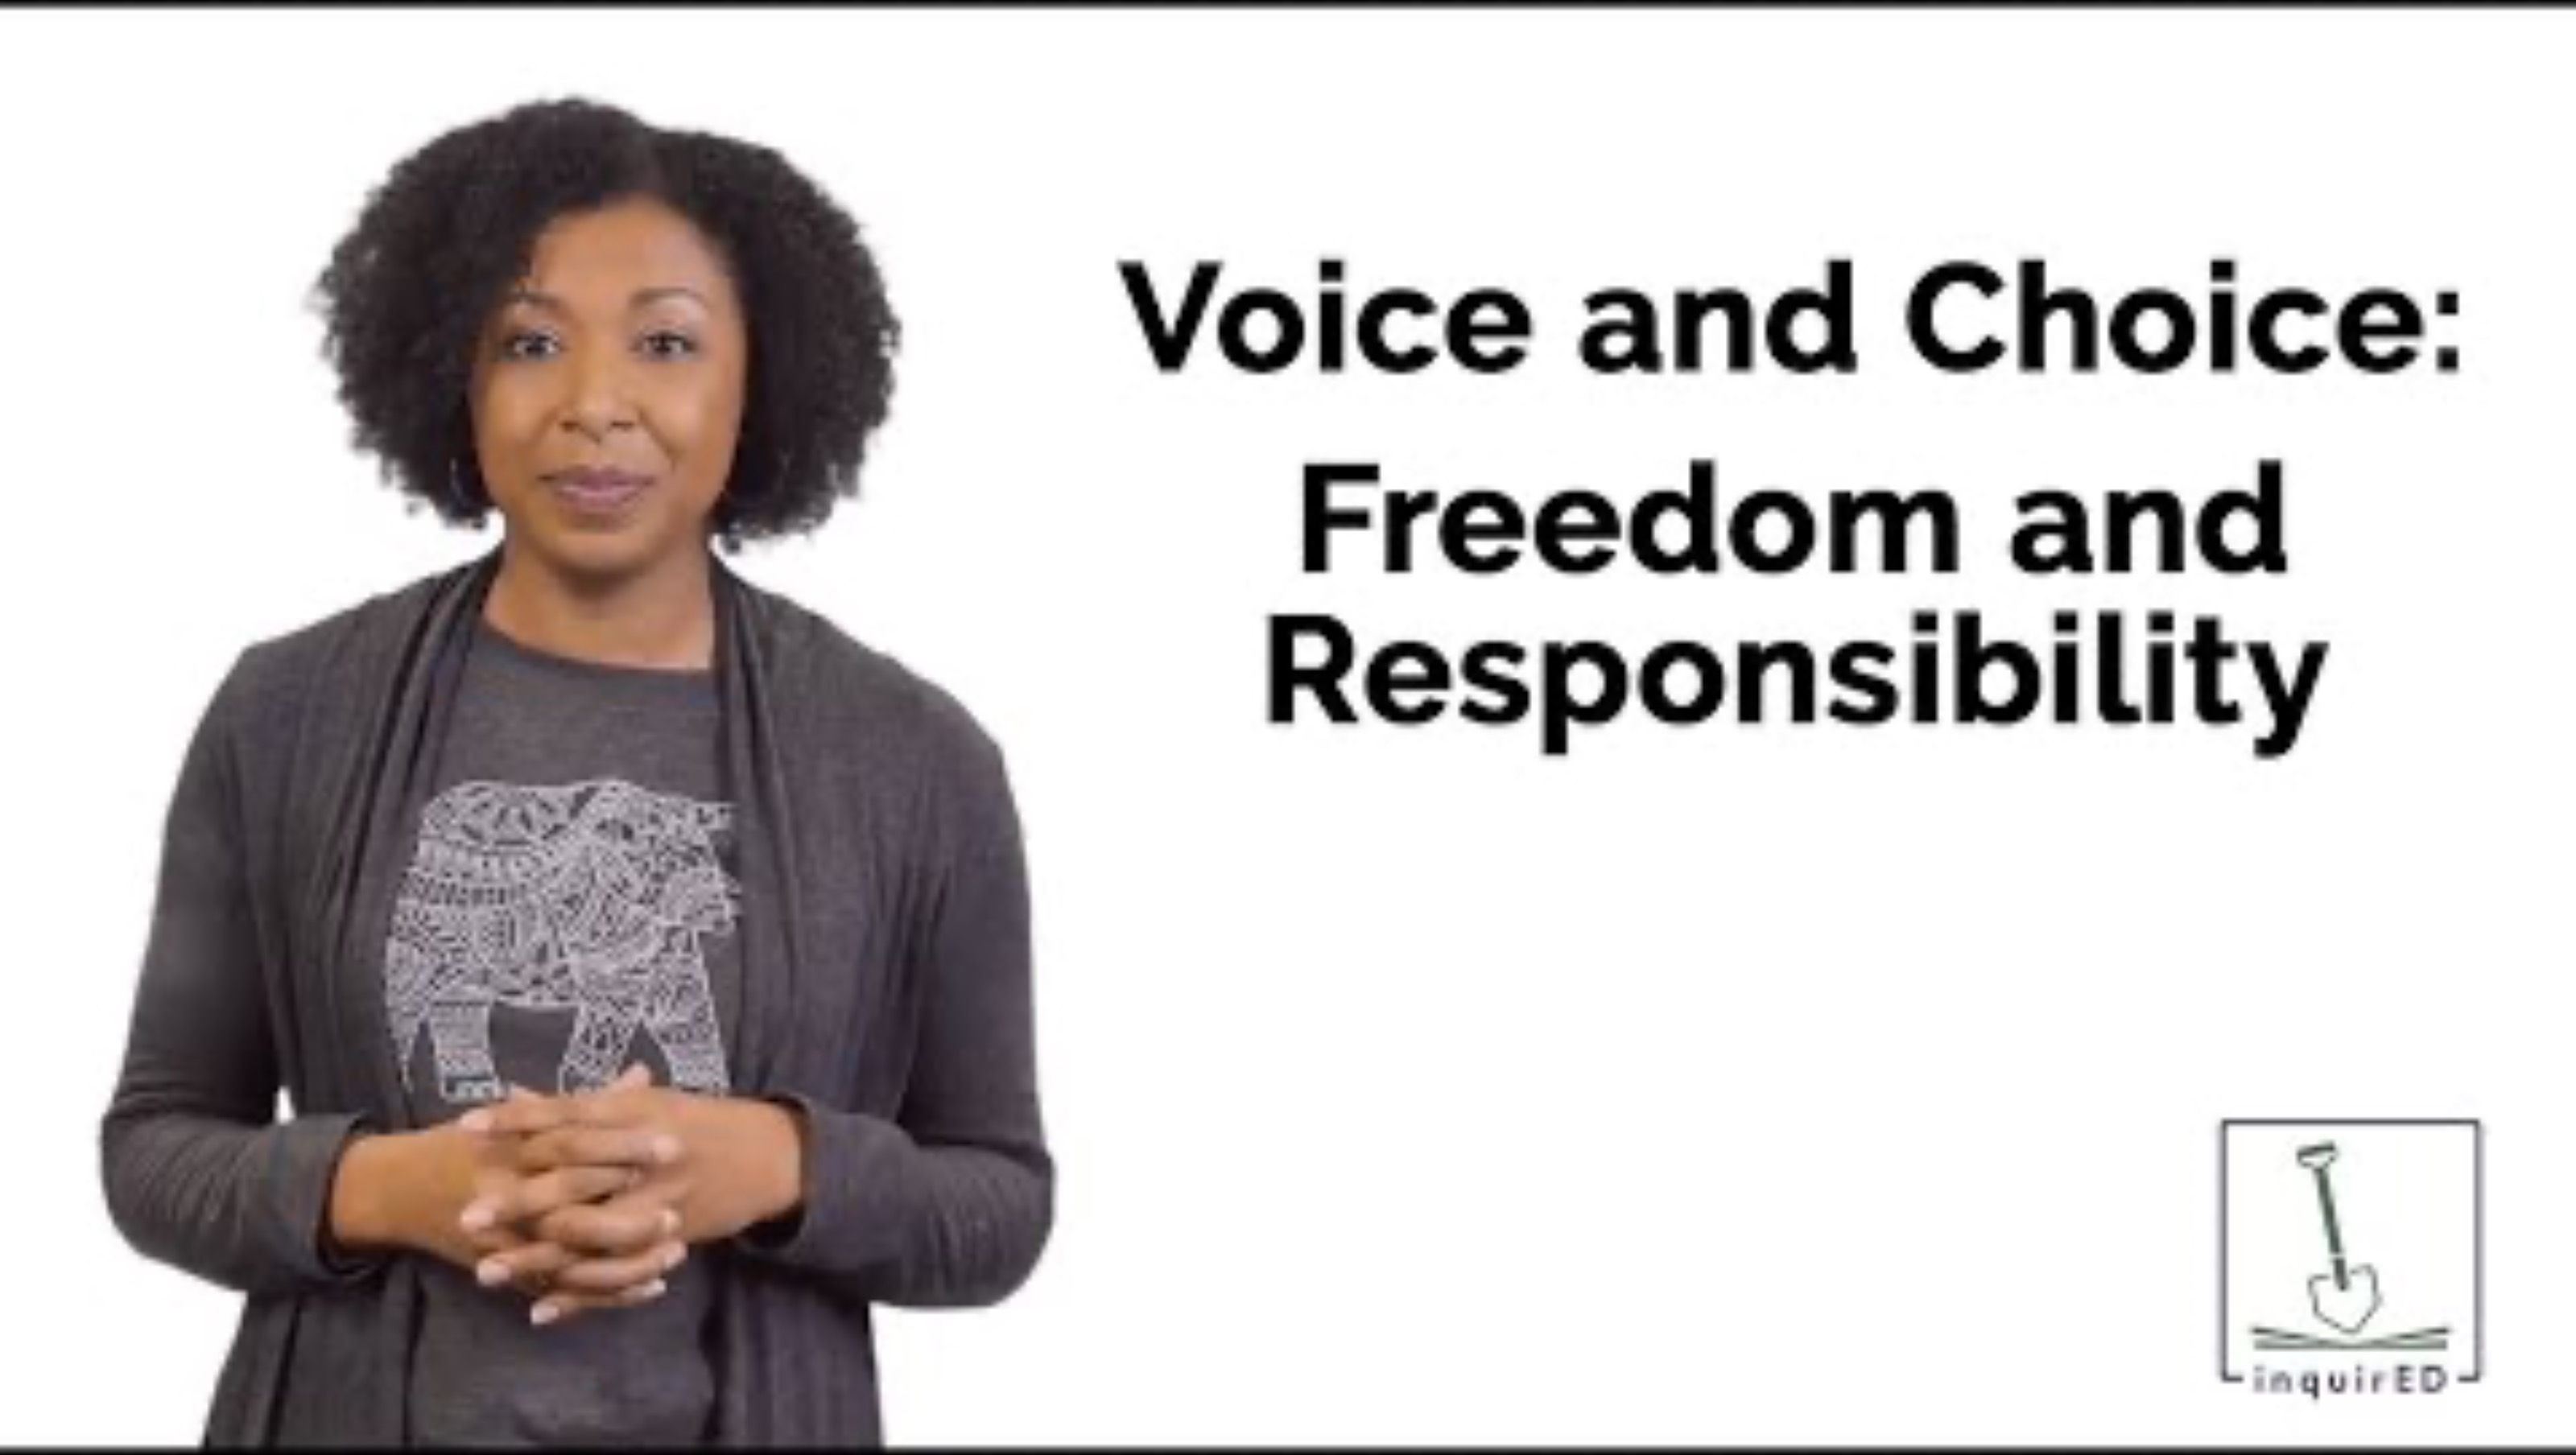 Voice and Choice:
Freedom and
Responsibility
inquirED